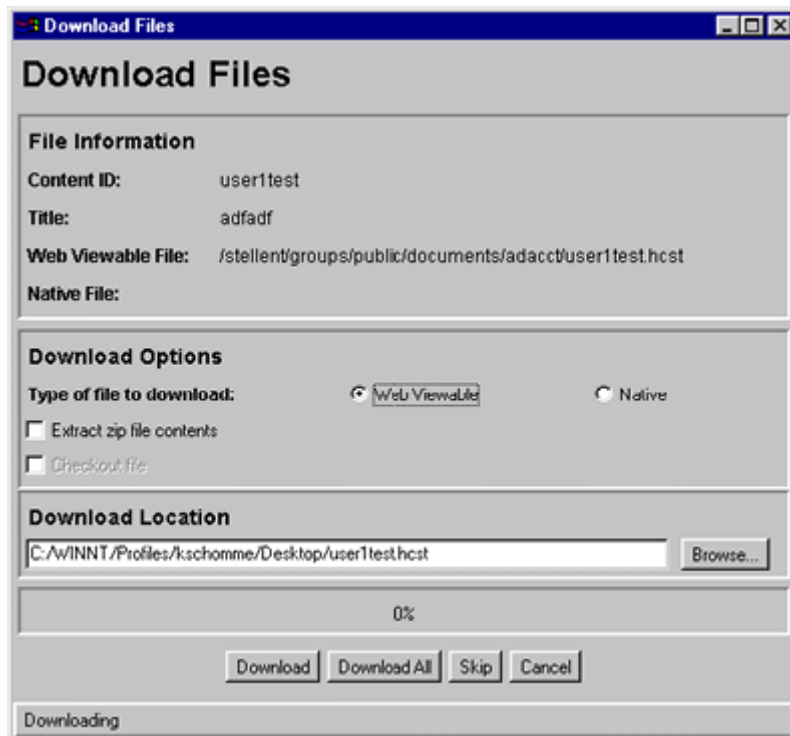 Download Files
Download Files
File Information
Content ID: user1test
Title: adfadf
Web Viewable File: /stellent/groups/public/documents/adacct/user1test.hcst
Native File:
Download Options
Type of file to download: Web Viewable Native
Extract zip file contents
Checkout file
Download Location
C:/WINNT/Profiles/kschomme/Desktop/user1test.hcst Browse...
0%
Download Download All Skip Cancel
Downloading